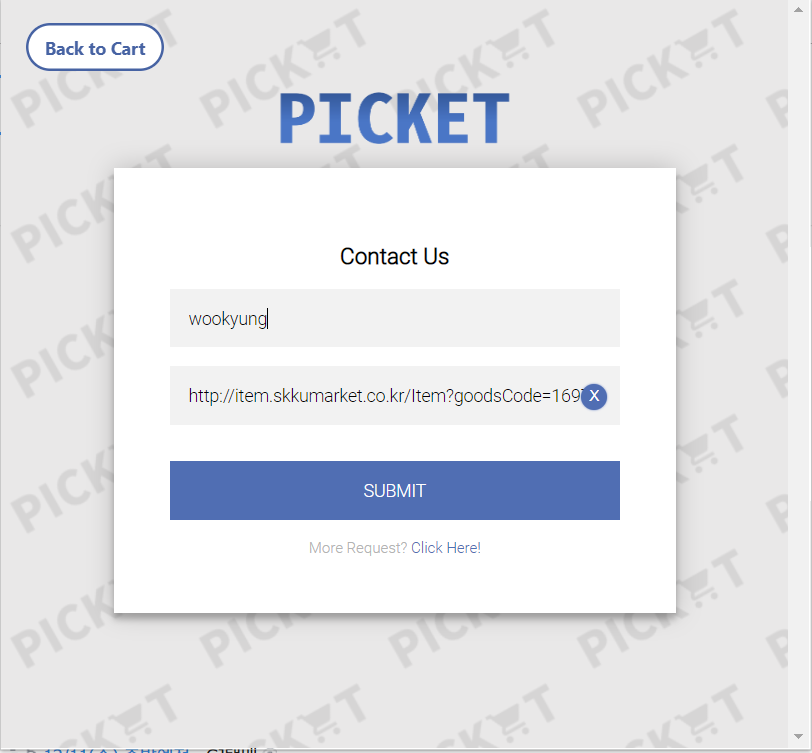 Back to Cart
PICKET
Contact Us
wookyung
http://item.skkumarket.co.kr/Item?goodsCode=169
X
SUBMIT
More Request? Click Here!